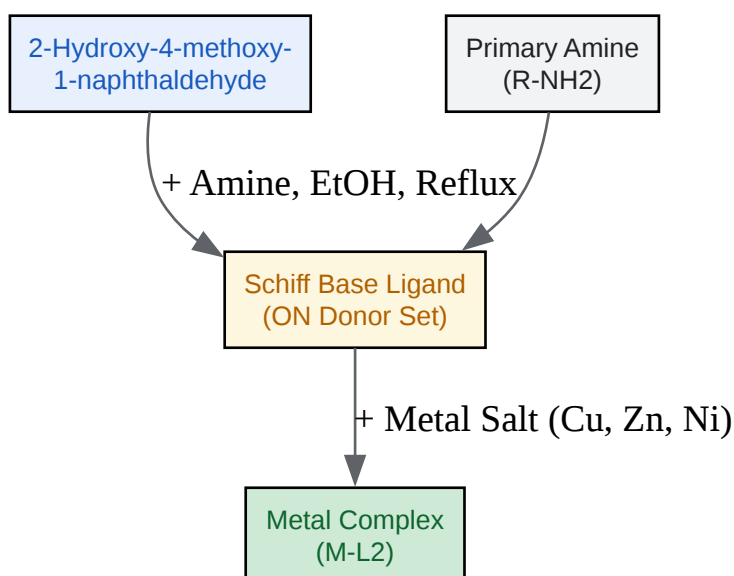 2-Hydroxy-4-methoxy-
1-naphthaldehyde
Primary Amine
(R-NH2)
+ Amine, EtOH, Reflux
Schiff Base Ligand
(ON Donor Set)
+ Metal Salt (Cu, Zn, Ni)
Metal Complex
(M-L2)